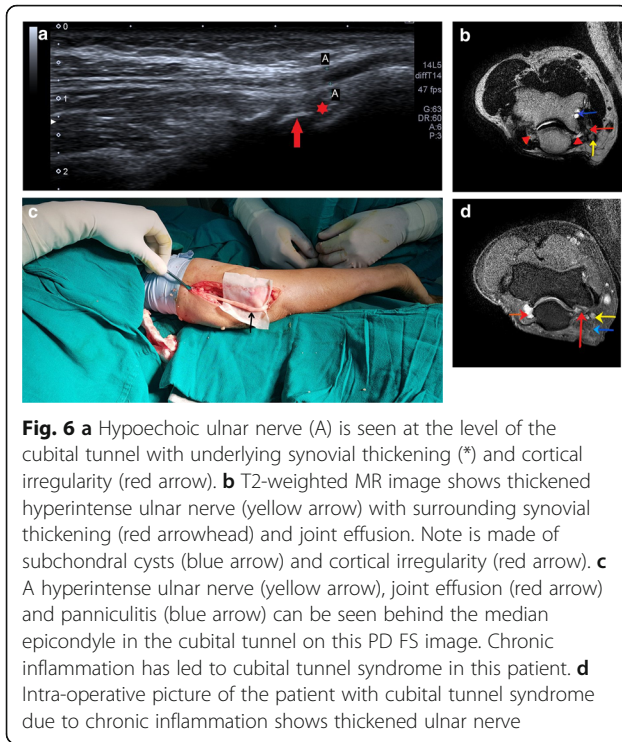 a
0
1
2
A
A
14L5
diffT14
47 fps
G:63
DR:60
A:6
P:3
b
c
d
Fig. 6 a Hypoechoic ulnar nerve (A) is seen at the level of the
cubital tunnel with underlying synovial thickening (*) and cortical
irregularity (red arrow). b T2-weighted MR image shows thickened
hyperintense ulnar nerve (yellow arrow) with surrounding synovial
thickening (red arrowhead) and joint effusion. Note is made of
subchondral cysts (blue arrow) and cortical irregularity (red arrow). c
A hyperintense ulnar nerve (yellow arrow), joint effusion (red arrow)
and panniculitis (blue arrow) can be seen behind the median
epicondyle in the cubital tunnel on this PD FS image. Chronic
inflammation has led to cubital tunnel syndrome in this patient. d
Intra-operative picture of the patient with cubital tunnel syndrome
due to chronic inflammation shows thickened ulnar nerve